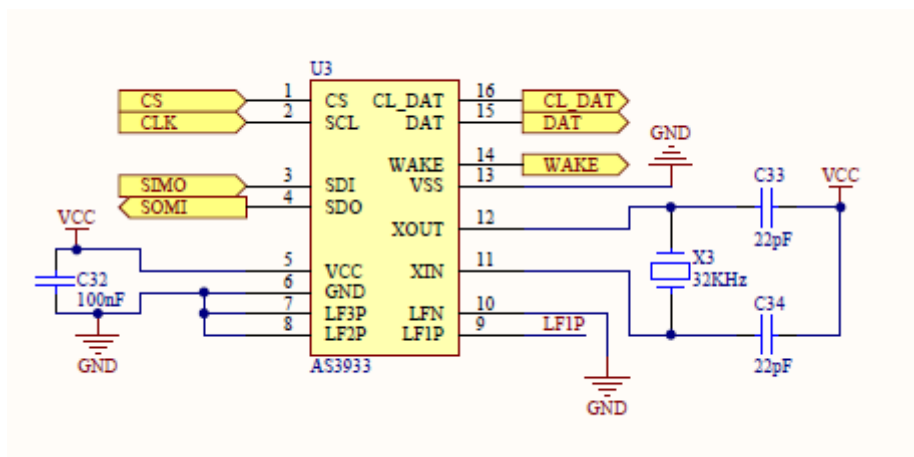 U3
1
CS
CS
CL_DAT
16
CL_DAT
2
CLK
SCL
DAT
15
DAT
GND
WAKE
14
WAKE
3
SIMO
SDI
VSS
13
C33
VCC
4
SOMI
SDO
VCC
XOUT
12
22pF
5
VCC
XIN
11
X3
32KHz
C32
100nF
6
GND
7
LF3P
LFN
10
C34
8
LF2P
LF1P
9
LF1P
GND
AS3933
22pF
GND